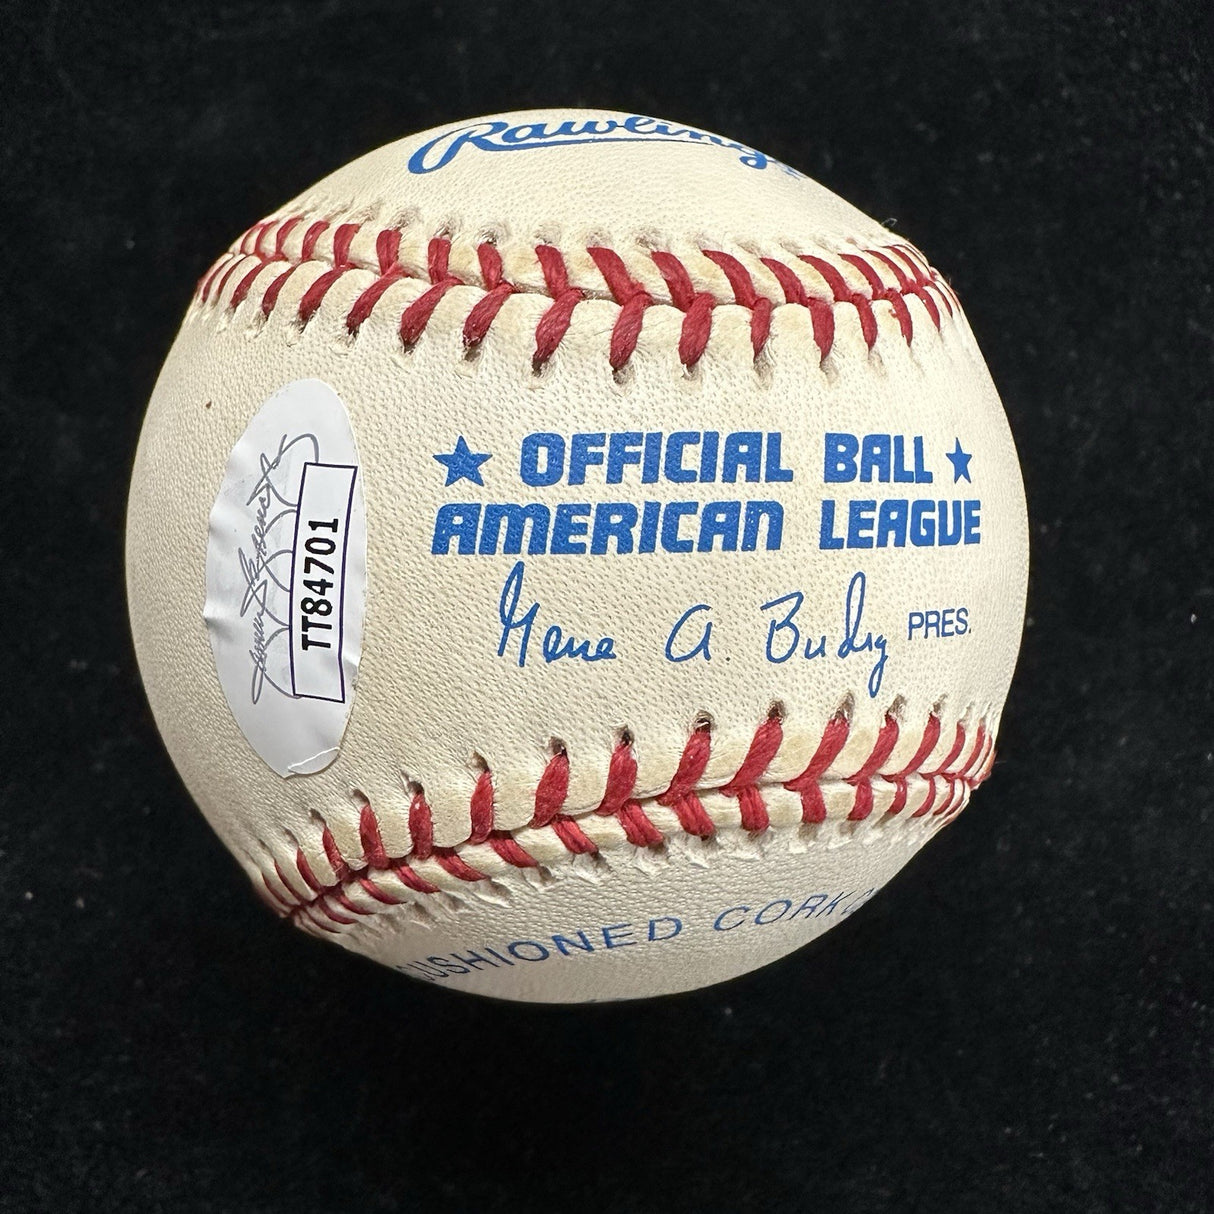 Rawlings
★ OFFICIAL BALL ★
AMERICAN LEAGUE
Gene A Budig PRES.
TT84701
CUSHIONED CORK